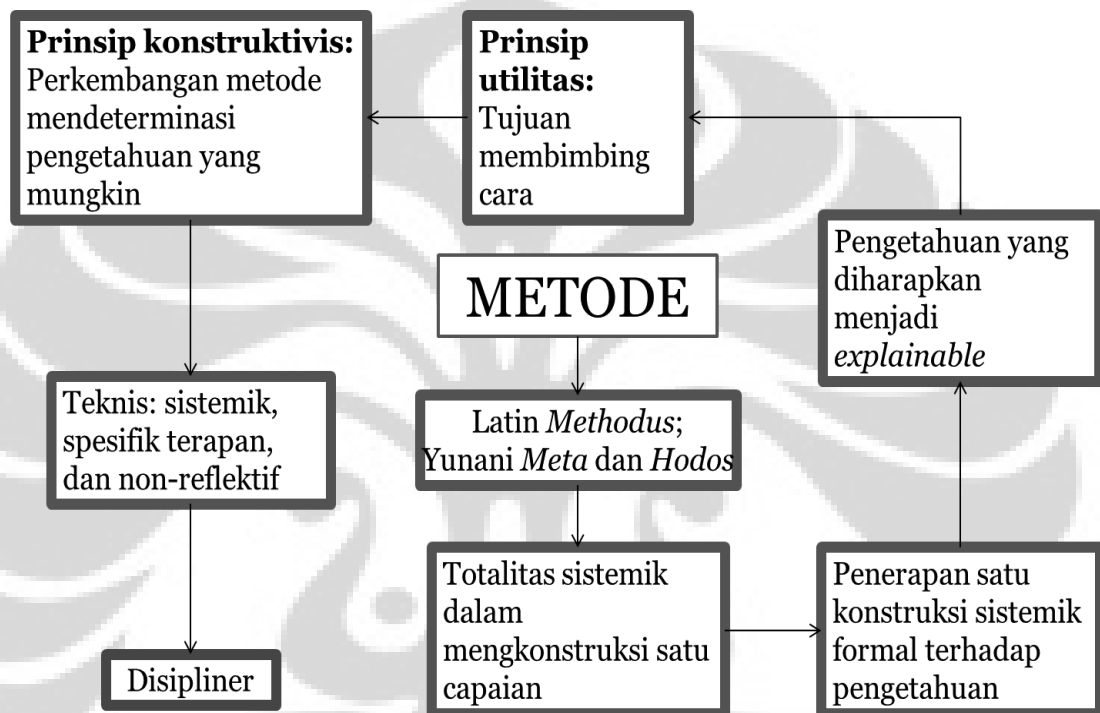 Prinsip konstruktivis:
Perkembangan metode
mendeterminasi
pengetahuan yang
mungkin
Prinsip
utilitas:
Tujuan
membimbing
cara
Pengetahuan yang
diharapkan
menjadi
explainable
METODE
Teknis: sistemik,
spesifik terapan,
dan non-reflektif
Latin Methodus;
Yunani Meta dan Hodos
Totalitas sistemik
dalam
mengkonstruksi satu
capaian
Penerapan satu
konstruksi sistemik
formal terhadap
pengetahuan
Disipliner